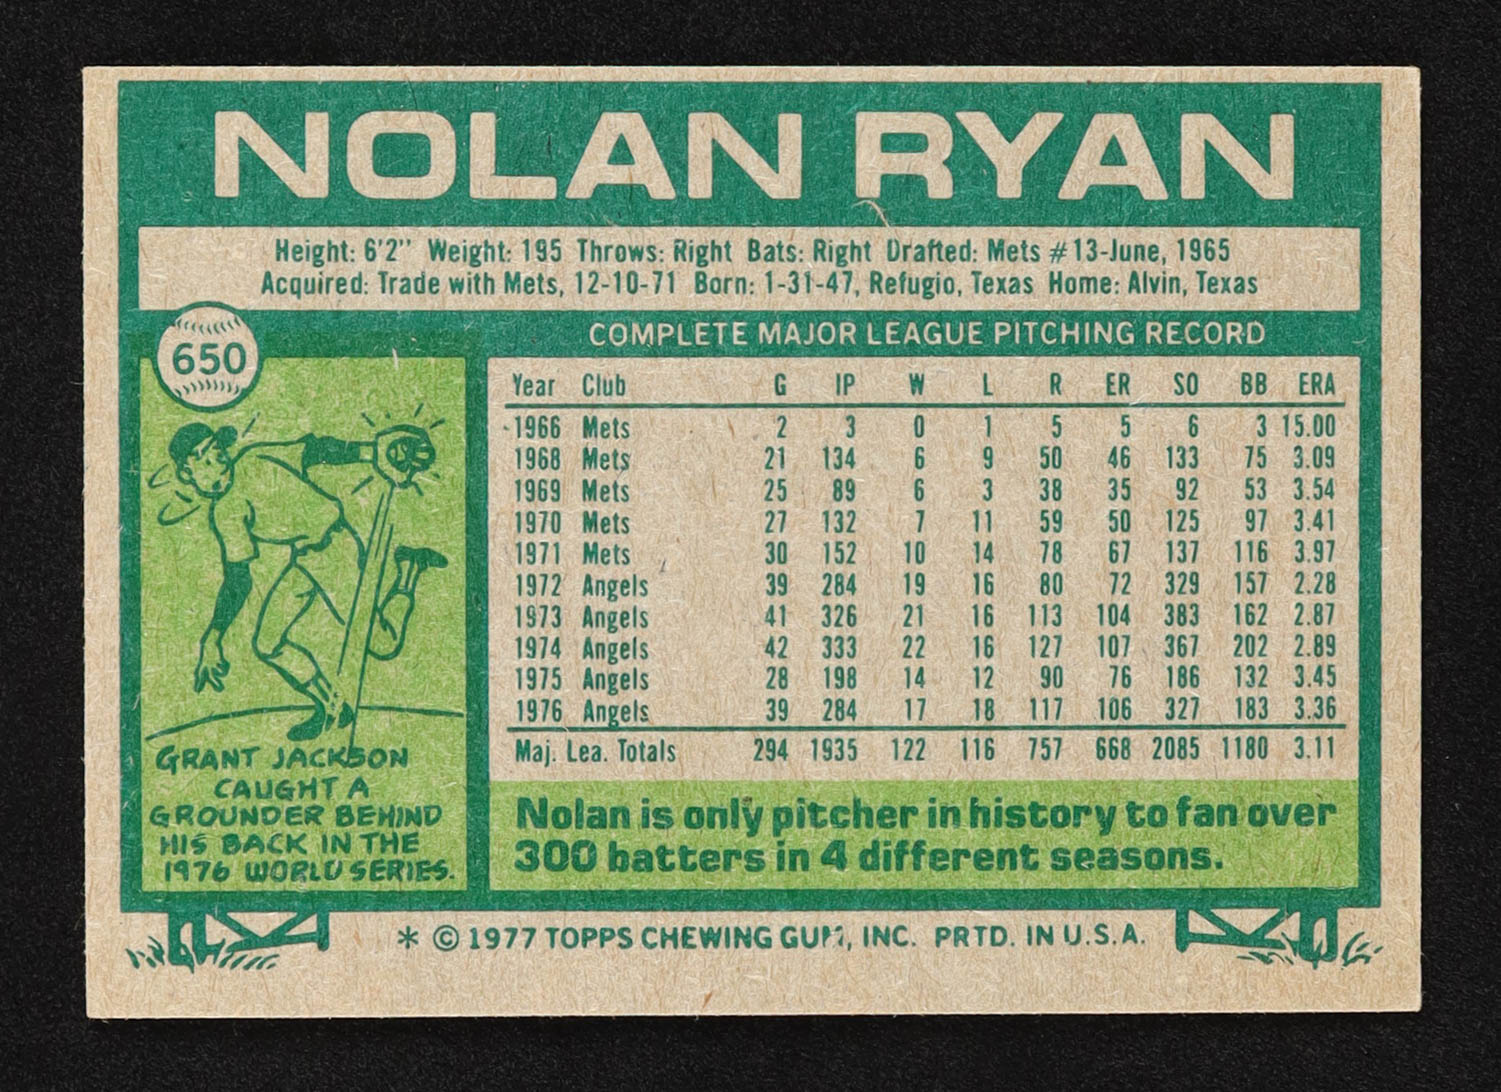 NOLAN RYAN
Height: 6'2" Weight: 195 Throws: Right Bats: Right Drafted: Mets #13-June, 1965
Acquired: Trade with Mets, 12-10-71 Born: 1-31-47, Refugio, Texas Home: Alvin, Texas
650
COMPLETE MAJOR LEAGUE PITCHING RECORD
Year Club G IP W L R ER SO BB ERA
1966 Mets 2 3 0 1 5 5 6 3 15.00
1968 Mets 21 134 6 9 50 46 133 75 3.09
1969 Mets 25 89 6 3 38 35 92 53 3.54
1970 Mets 27 132 7 11 59 50 125 97 3.41
1971 Mets 30 152 10 14 78 67 137 116 3.97
1972 Angels 39 284 19 16 80 72 329 157 2.28
1973 Angels 41 326 21 16 113 104 383 162 2.87
1974 Angels 42 333 22 16 127 107 367 202 2.89
1975 Angels 28 198 14 12 90 76 186 132 3.45
1976 Angels 39 284 17 18 117 106 327 183 3.36
Maj. Lea. Totals 294 1935 122 116 757 668 2085 1180 3.11
GRANT JACKSON
CAUGHT A
GROUNDER BEHIND
HIS BACK IN THE
1976 WORLD SERIES.
Nolan is only pitcher in history to fan over
300 batters in 4 different seasons.
* © 1977 TOPPS CHEWING GUM, INC. PRTD. IN U.S.A.